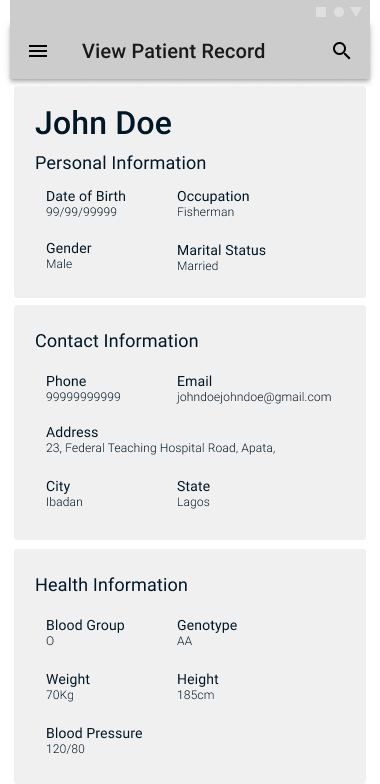 View Patient Record
John Doe
Personal Information
Date of Birth Occupation
99/99/99999 Fisherman
Gender Marital Status
Male Married
Contact Information
Phone Email
99999999999 johndoejohndoe@gmail.com
Address
23, Federal Teaching Hospital Road, Apata,
City State
Ibadan Lagos
Health Information
Blood Group Genotype
O AA
Weight Height
70Kg 185cm
Blood Pressure
120/80